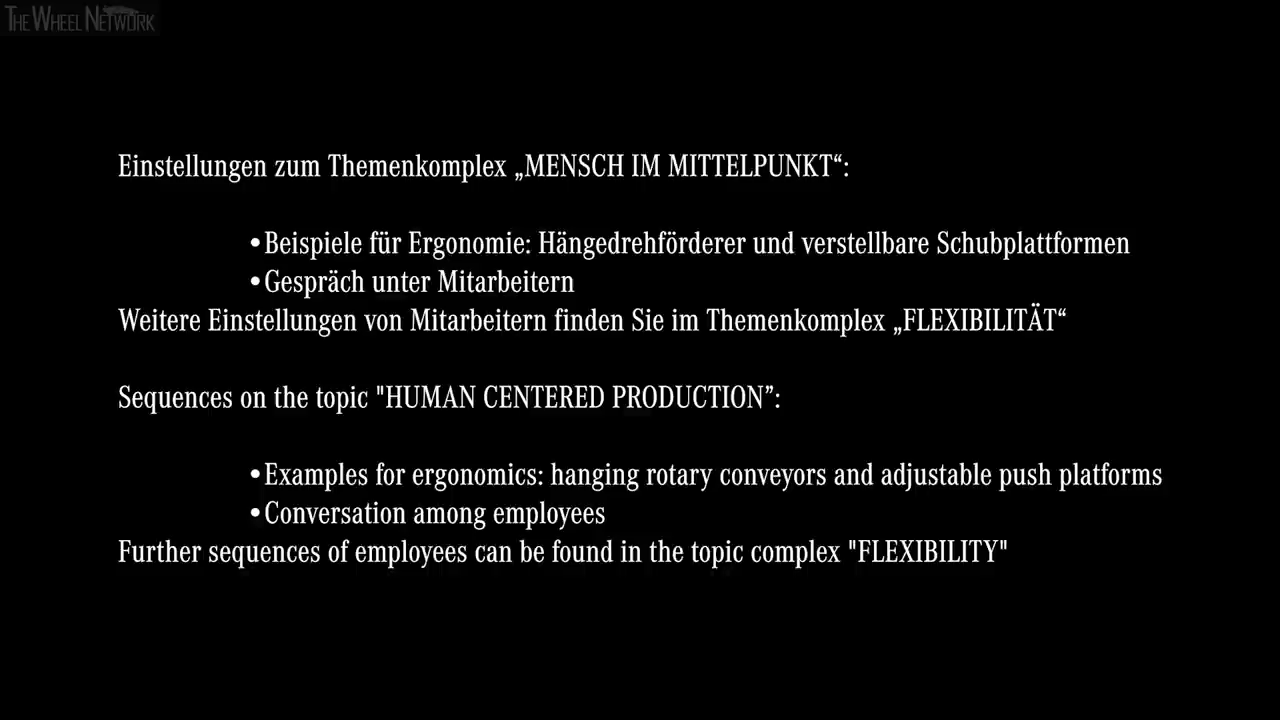 THE WHEEL NETWORK
Einstellungen zum Themenkomplex „MENSCH IM MITTELPUNKT“:
•Beispiele für Ergonomie: Hängedrehförderer und verstellbare Schubplattformen
•Gespräch unter Mitarbeitern
Weitere Einstellungen von Mitarbeitern finden Sie im Themenkomplex „FLEXIBILITÄT“
Sequences on the topic "HUMAN CENTERED PRODUCTION”:
•Examples for ergonomics: hanging rotary conveyors and adjustable push platforms
•Conversation among employees
Further sequences of employees can be found in the topic complex "FLEXIBILITY"